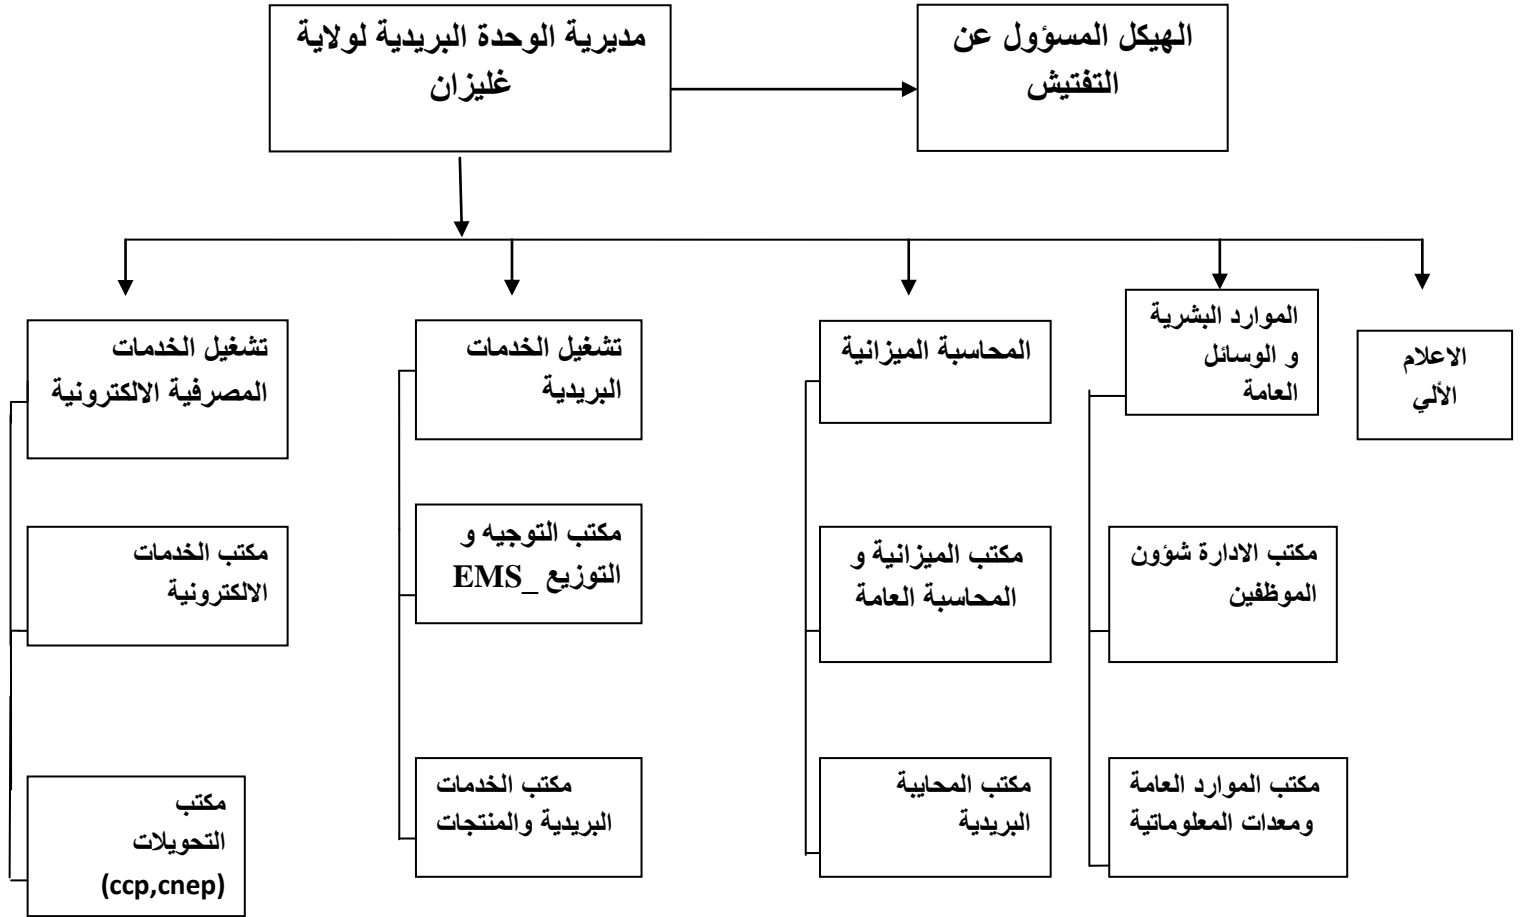 مديرية الوحدة البريدية لولاية
غليزان
الهيكل المسؤول عن
التفتيش
الاعلام
الألي
الموارد البشرية
و الوسائل
العامة
المحاسبة الميزانية
تشغيل الخدمات
البريدية
تشغيل الخدمات
المصرفية الالكترونية
مكتب الادارة شؤون
الموظفين
مكتب الميزانية و
المحاسبة العامة
مكتب التوجيه و
التوزيع _EMS
مكتب الخدمات
الالكترونية
مكتب الموارد العامة
ومعدات المعلوماتية
مكتب المحايبة
البريدية
مكتب الخدمات
البريدية والمنتجات
مكتب
التحويلات
(ccp,cnep)